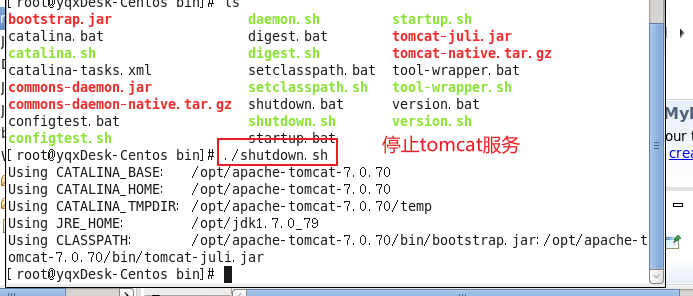 [root@yqxDesk-Centos bin]# ls
bootstrap.jar daemon.sh startup.sh
catalina.bat digest.bat tomcat-juli.jar
catalina.sh digest.sh tomcat-native.tar.gz
catalina-tasks.xml setclasspath.bat tool-wrapper.bat
commons-daemon.jar setclasspath.sh tool-wrapper.sh
commons-daemon-native.tar.gz shutdown.bat version.bat
configtest.bat shutdown.sh version.sh
configtest.sh startup.bat
[root@yqxDesk-Centos bin]# ./shutdown.sh 停止tomcat服务
Using CATALINA_BASE: /opt/apache-tomcat-7.0.70
Using CATALINA_HOME: /opt/apache-tomcat-7.0.70
Using CATALINA_TMPDIR: /opt/apache-tomcat-7.0.70/temp
Using JRE_HOME: /opt/jdk1.7.0_79
Using CLASSPATH: /opt/apache-tomcat-7.0.70/bin/bootstrap.jar:/opt/apache-t
omcat-7.0.70/bin/tomcat-juli.jar
[root@yqxDesk-Centos bin]#